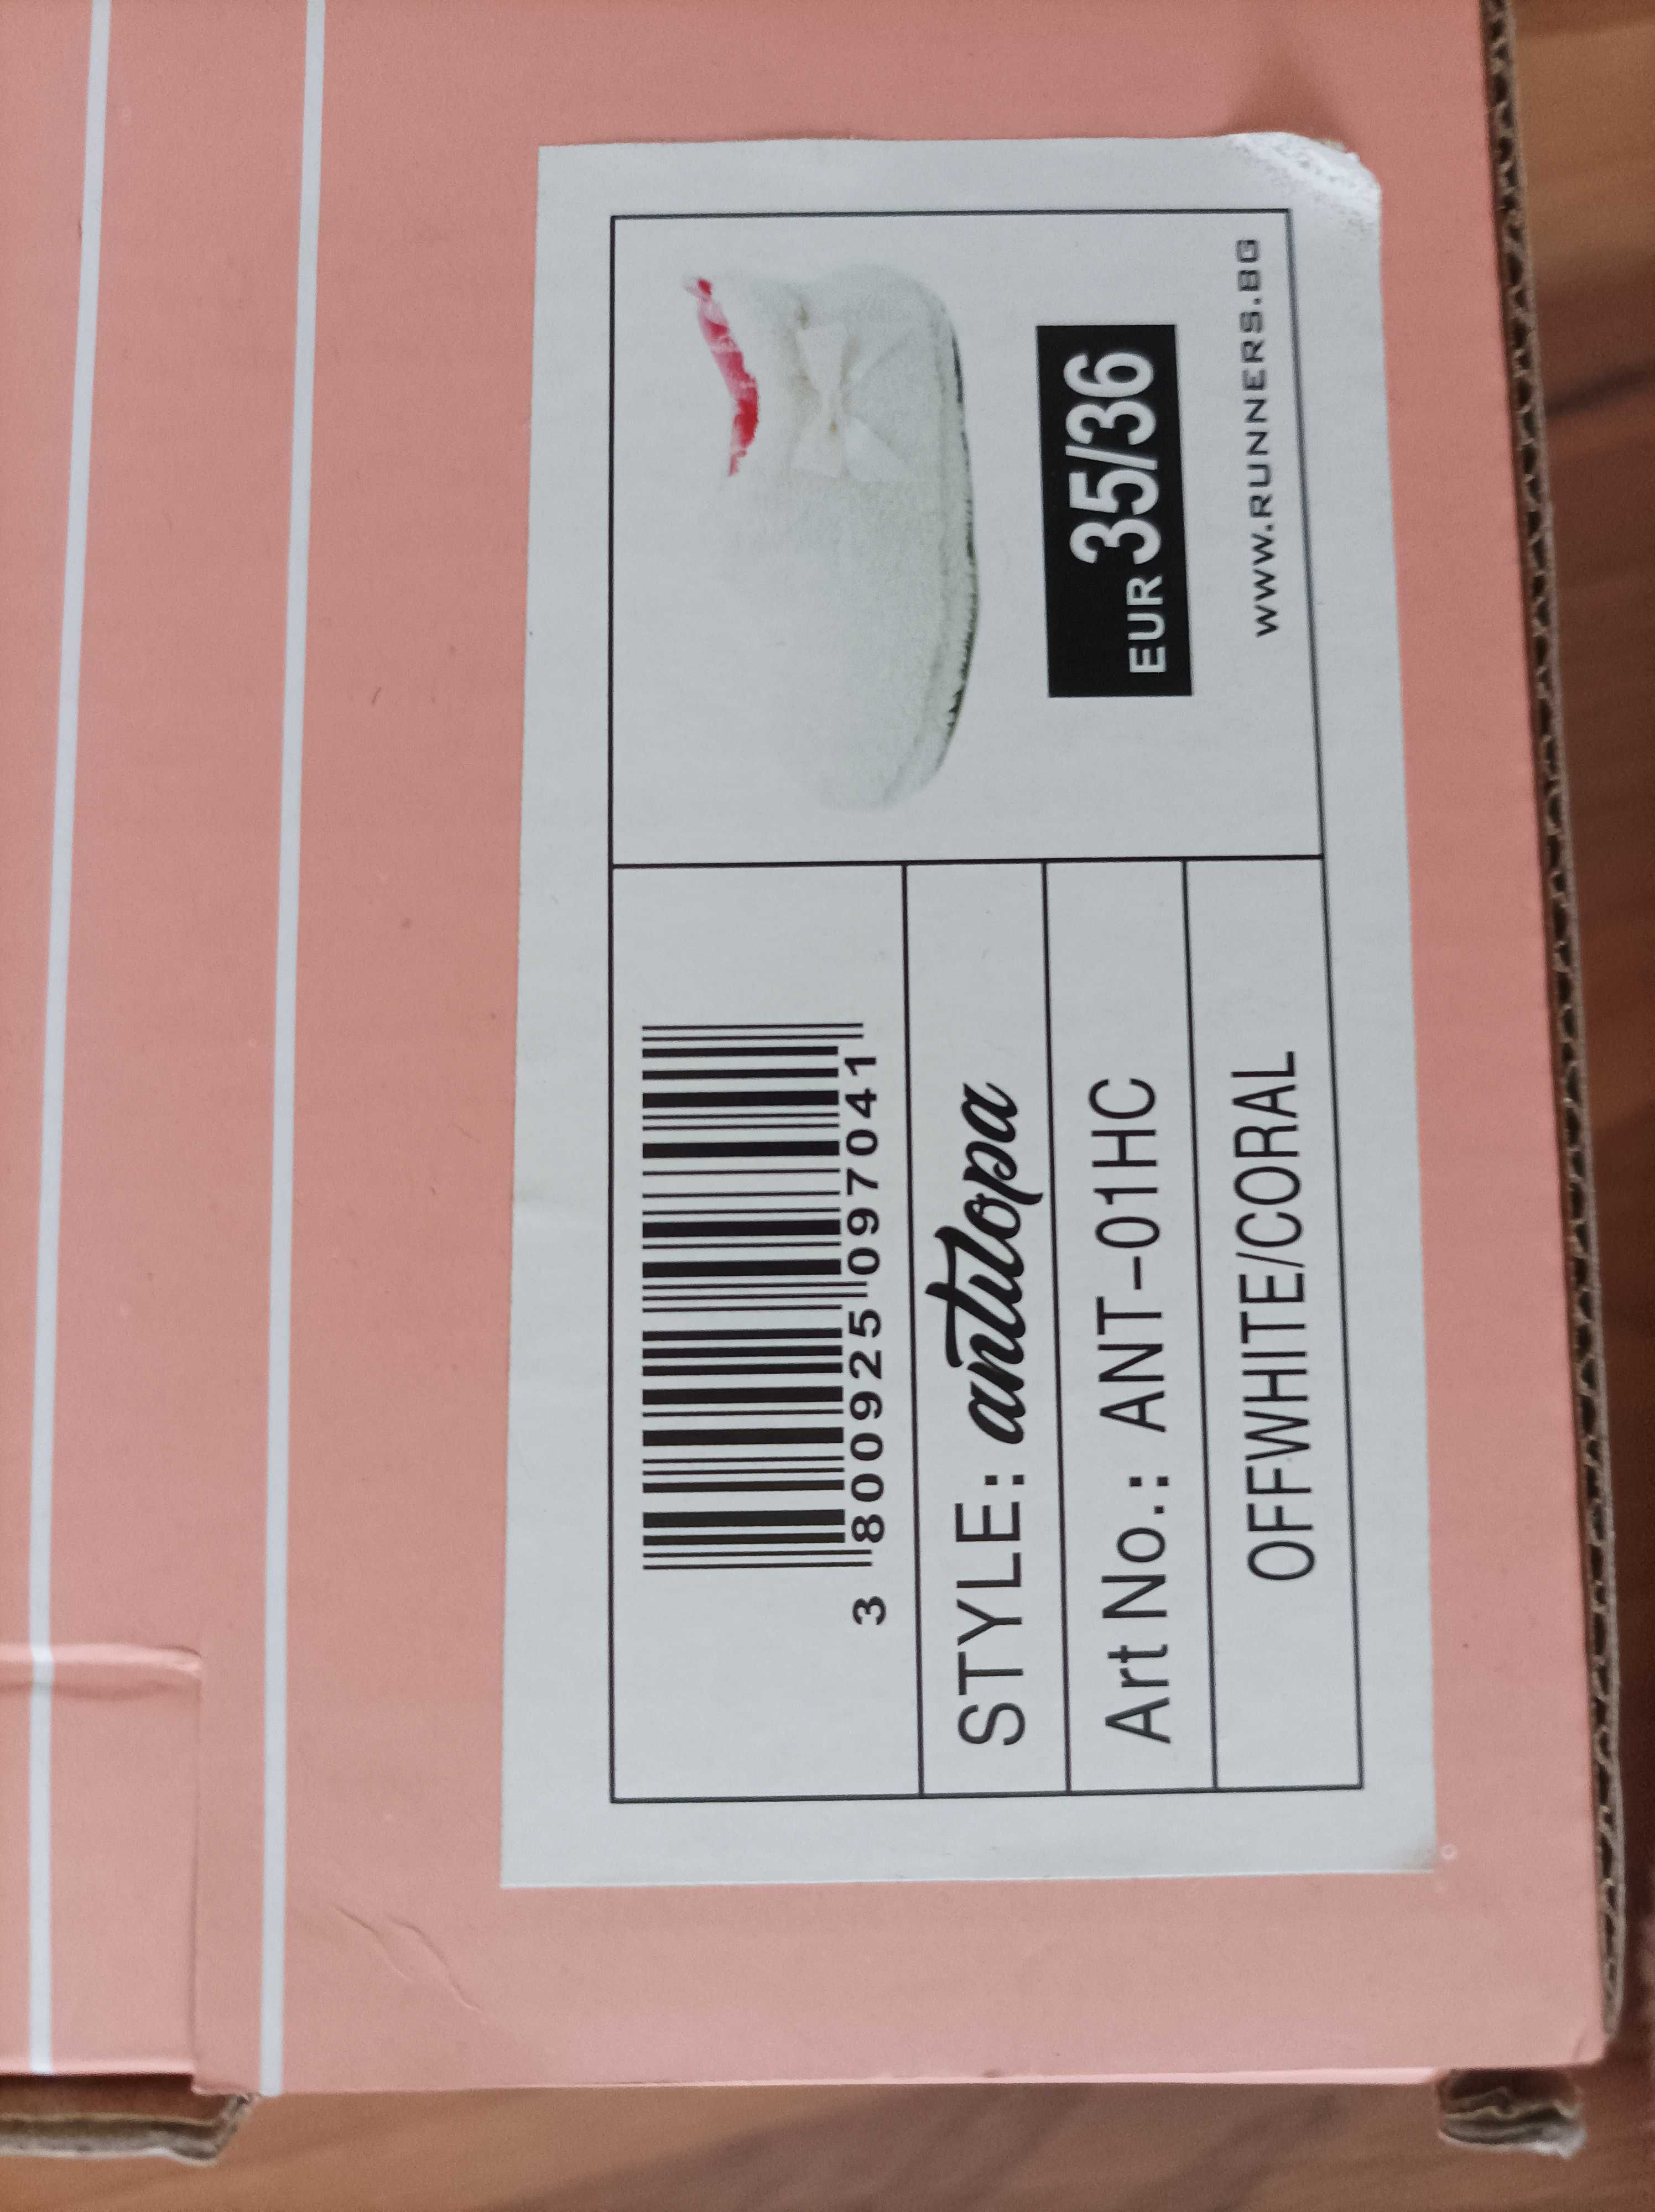 3 800925 097041
STYLE: antilopa
Art No.: ANT-01HC
OFFWHITE/CORAL
EUR 35/36
WWW.RUNNERS.BG